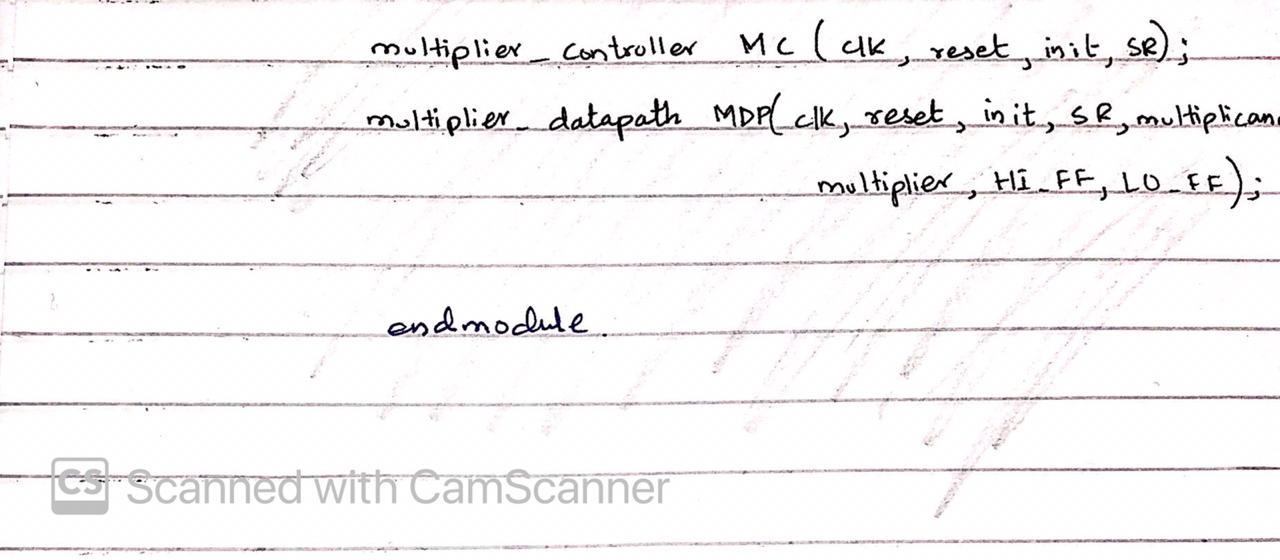 multiplier_controller MC (clk, reset, init, SR);
multiplier_datapath MDP(clk, reset, init, SR, multiplican
multiplier, HI_FF, LO_FF);
endmodule.
CS Scanned with CamScanner